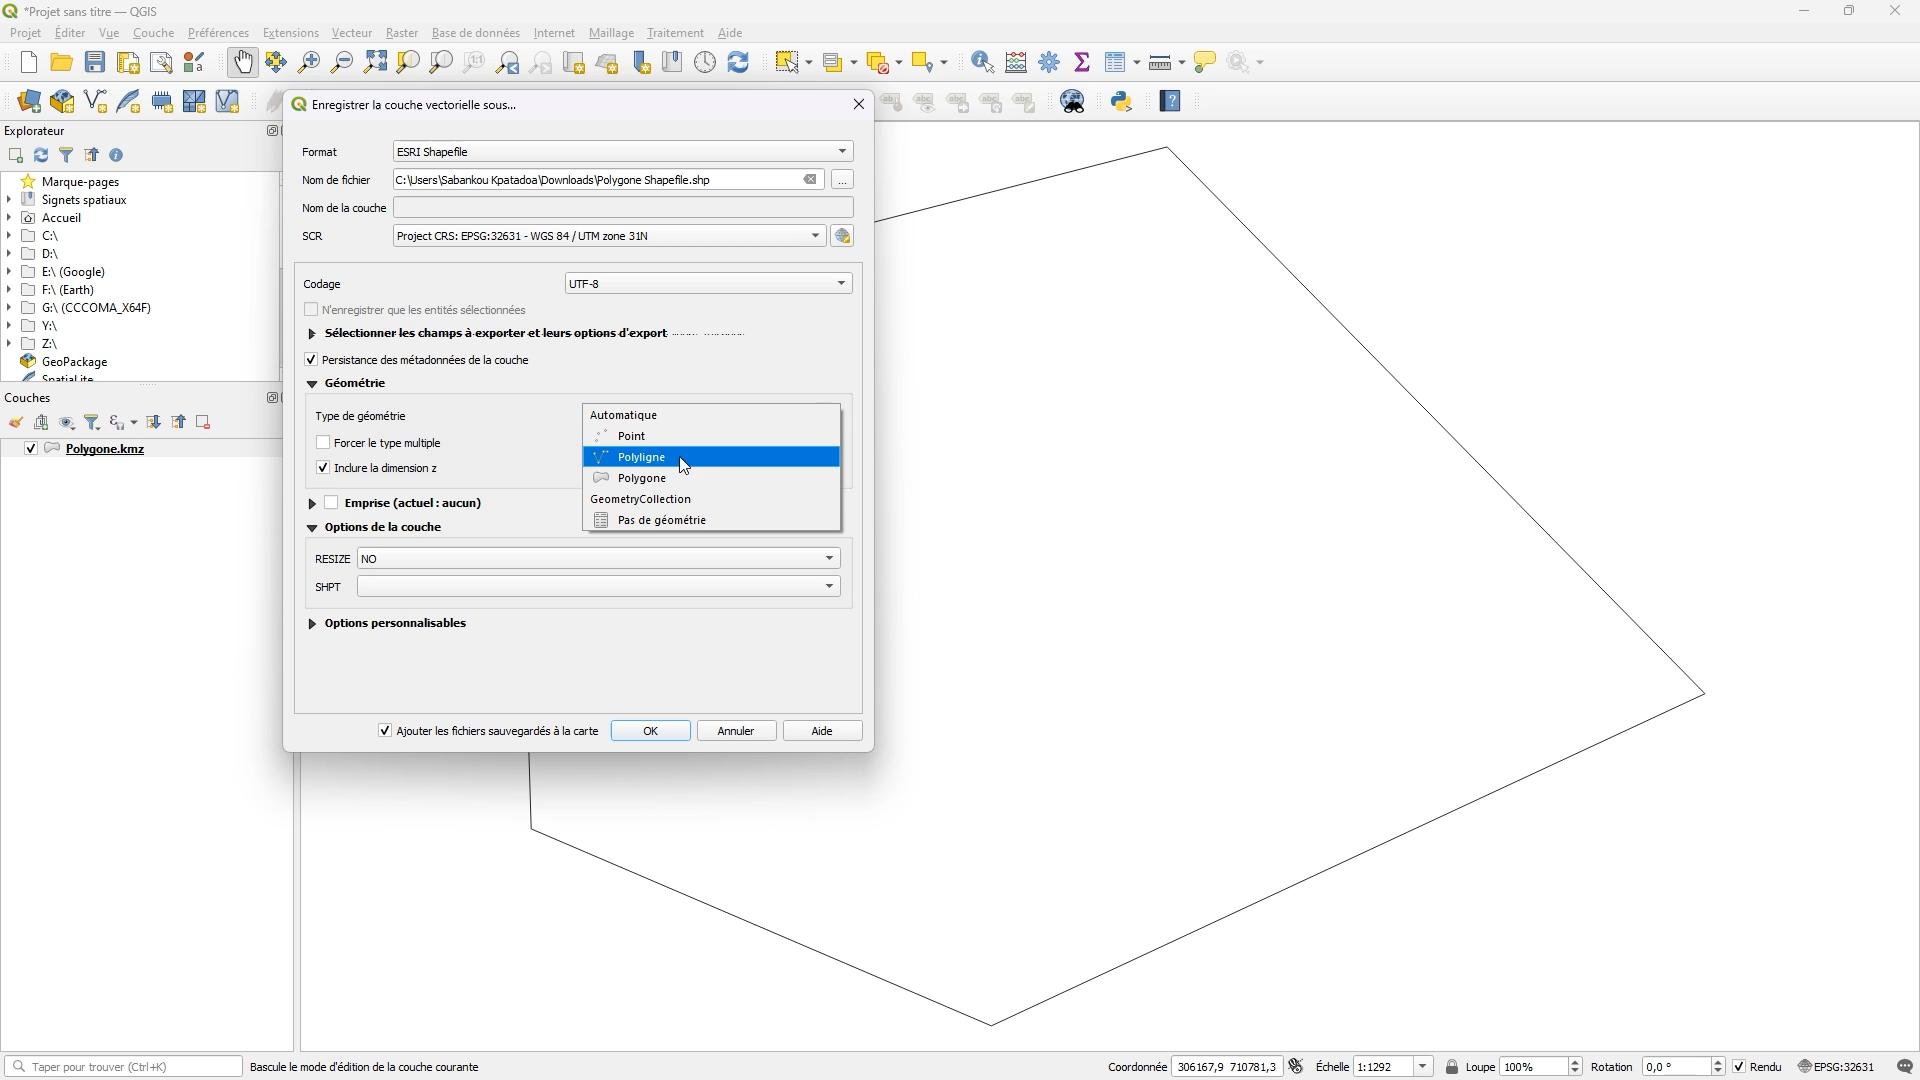 *Projet sans titre — QGIS
Projet Éditer Vue Couche Préférences Extensions Vecteur Raster Base de données Internet Maillage Traitement Aide
Explorateur
Marque-pages
Signets spatiaux
Accueil
C:\
D:\
E:\ (Google)
F:\ (Earth)
G:\ (CCCOMA_X64F)
Y:\
Z:\
GeoPackage
SpatiaLite
Couches
Polygone.kmz
Enregistrer la couche vectorielle sous...
Format ESRI Shapefile
Nom de fichier C:\Users\Sabankou Kpatadoa\Downloads\Polygone Shapefile.shp ...
Nom de la couche
SCR Project CRS: EPSG:32631 - WGS 84 / UTM zone 31N
Codage UTF-8
N'enregistrer que les entités sélectionnées
Sélectionner les champs à exporter et leurs options d'export
Persistance des métadonnées de la couche
Géométrie
Type de géométrie
Automatique
Point
Polyligne
Polygone
GeometryCollection
Pas de géométrie
Forcer le type multiple
Indure la dimension z
Emprise (actuel : aucun)
Options de la couche
RESIZE NO
SHPT
Options personnalisables
Ajouter les fichiers sauvegardés à la carte OK Annuler Aide
Taper pour trouver (Ctrl+K) Bascule le mode d'édition de la couche courante Coordonnée 306167,9 710781,3 Échelle 1:1292 Loupe 100% Rotation 0,0 ° Rendu EPSG:32631